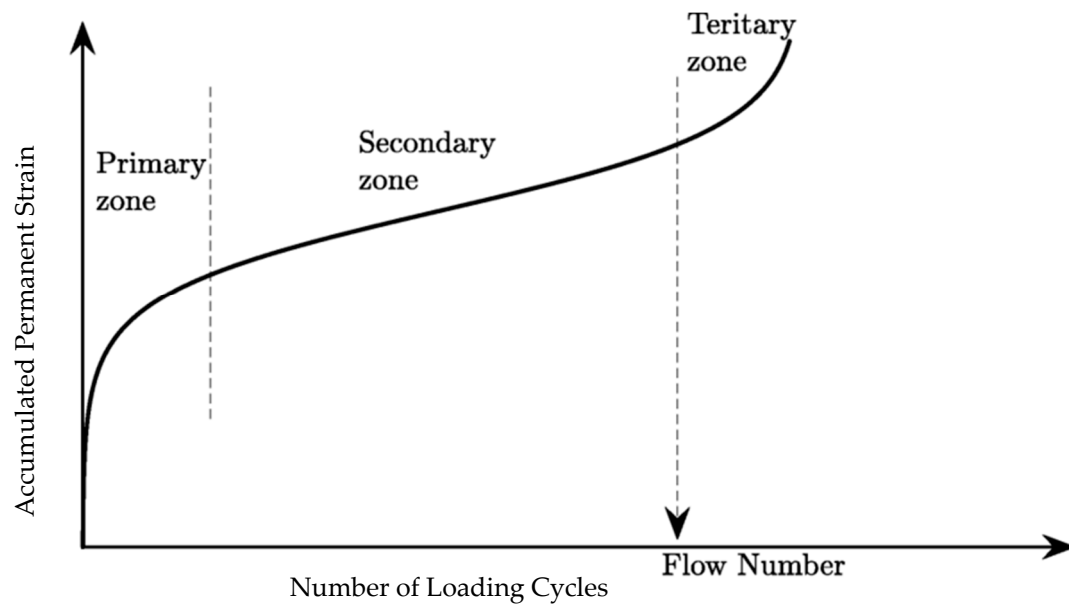 Teritary
zone
Secondary
zone
Primary
zone
Accumulated Permanent Strain
Flow Number
Number of Loading Cycles